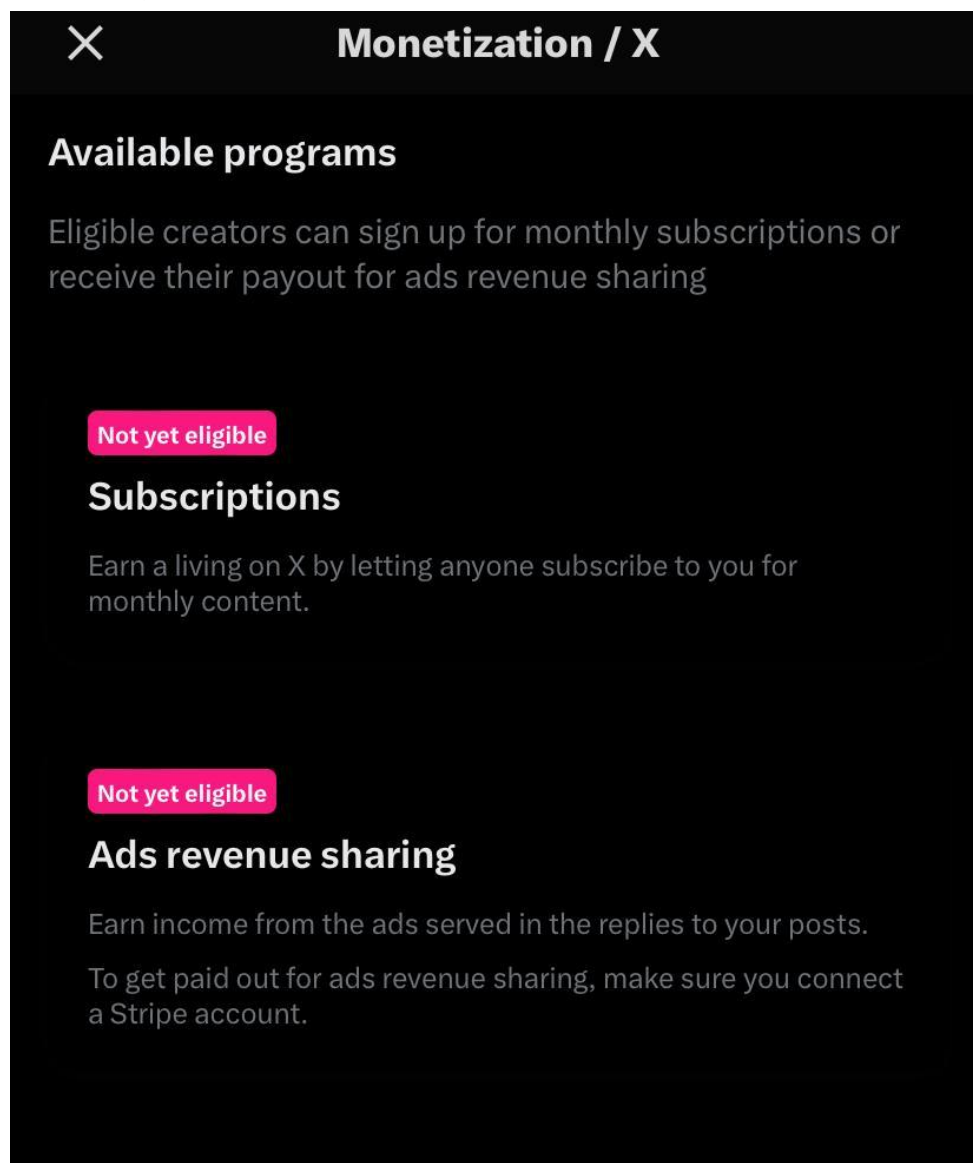 Monetization / X
Available programs
Eligible creators can sign up for monthly subscriptions or
receive their payout for ads revenue sharing
Not yet eligible
Subscriptions
Earn a living on X by letting anyone subscribe to you for
monthly content.
Not yet eligible
Ads revenue sharing
Earn income from the ads served in the replies to your posts.
To get paid out for ads revenue sharing, make sure you connect
a Stripe account.